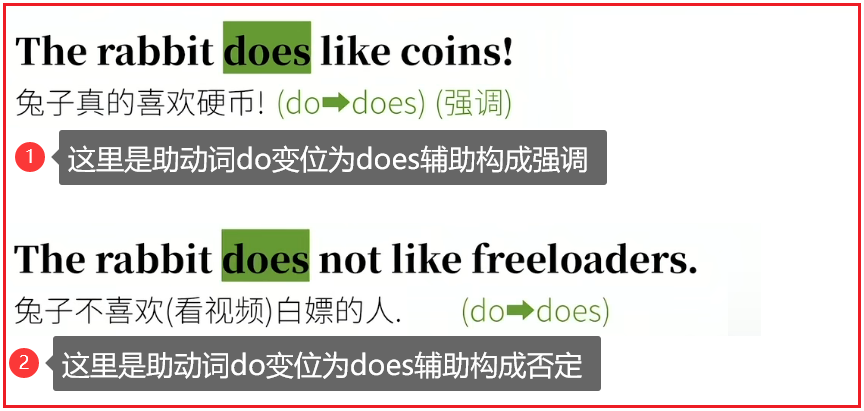 The rabbit does like coins!
兔子真的喜欢硬币! (do➡does) (强调)
1 这里是助动词do变位为does辅助构成强调
The rabbit does not like freeloaders.
兔子不喜欢(看视频)白嫖的人. (do➡does)
2 这里是助动词do变位为does辅助构成否定